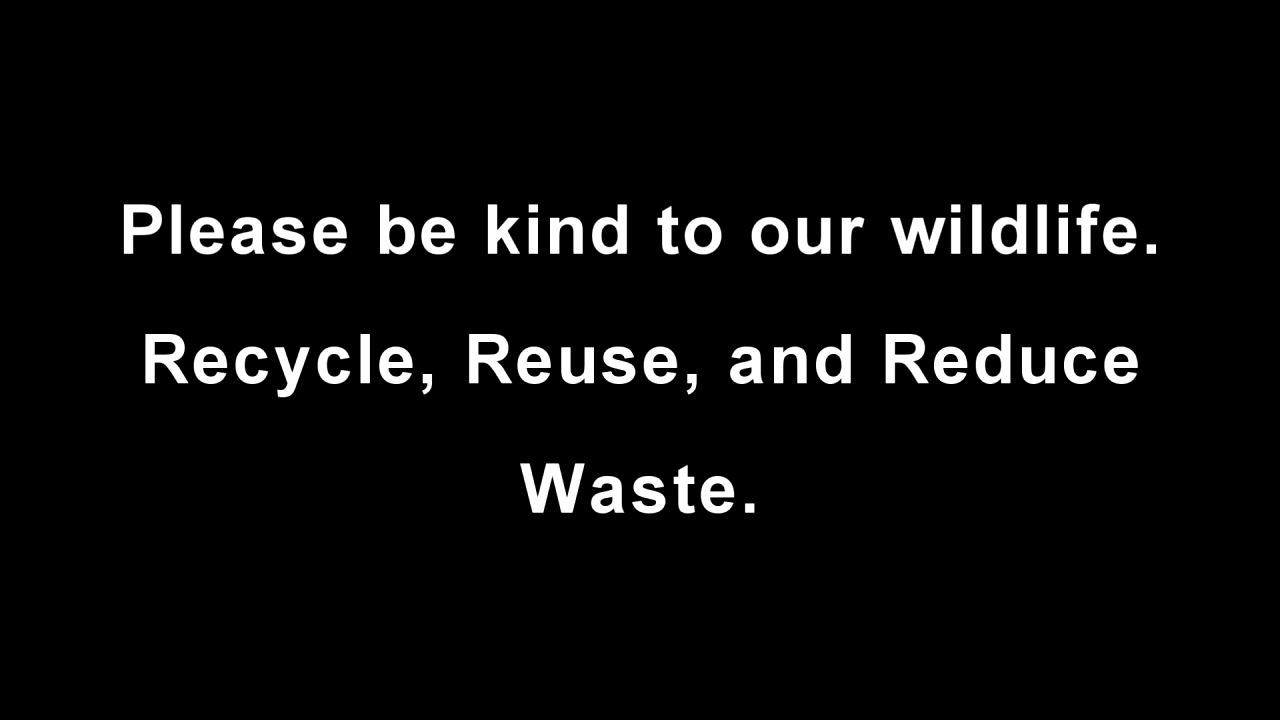 Please be kind to our wildlife.
Recycle, Reuse, and Reduce
Waste.